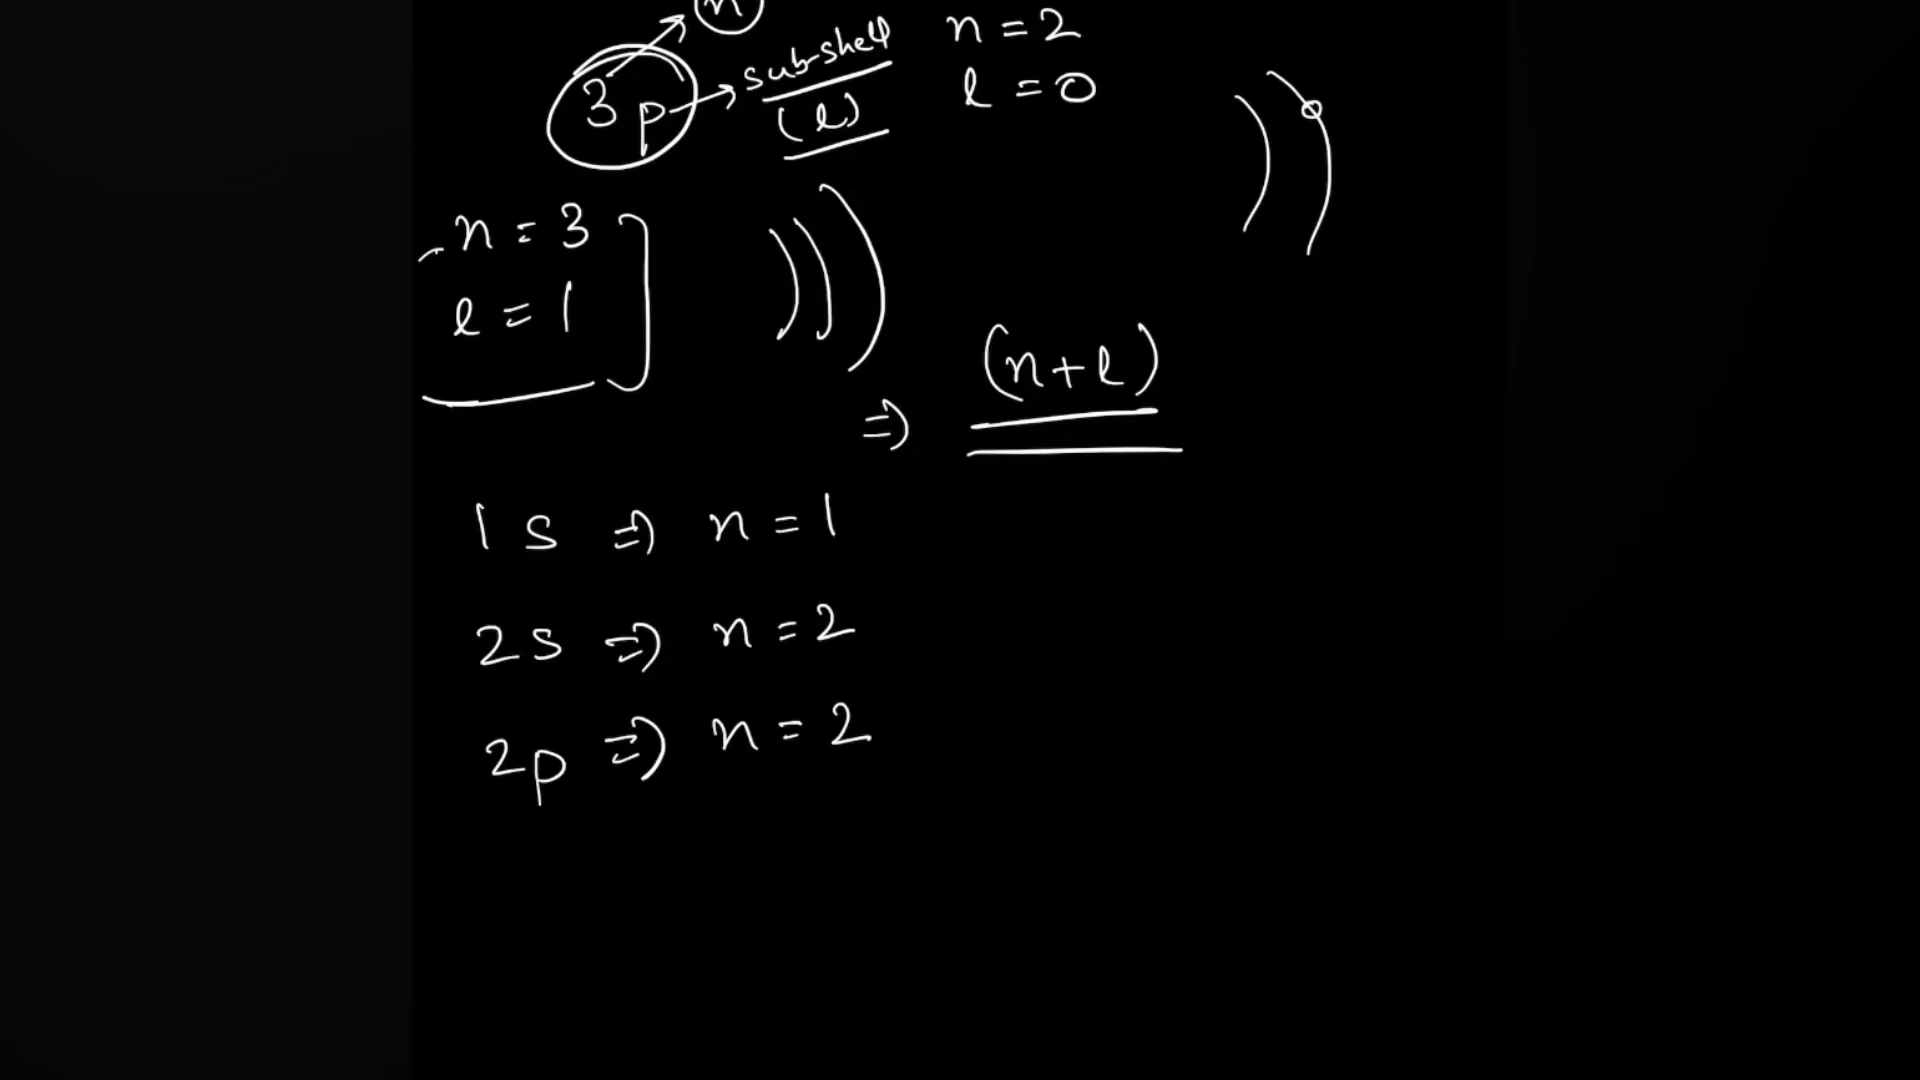 n
3p → sub-shell
(l)
n = 2
l = 0
n = 3
l = 1
⇒ (n+l)
1s ⇒ n = 1
2s ⇒ n = 2
2p ⇒ n = 2